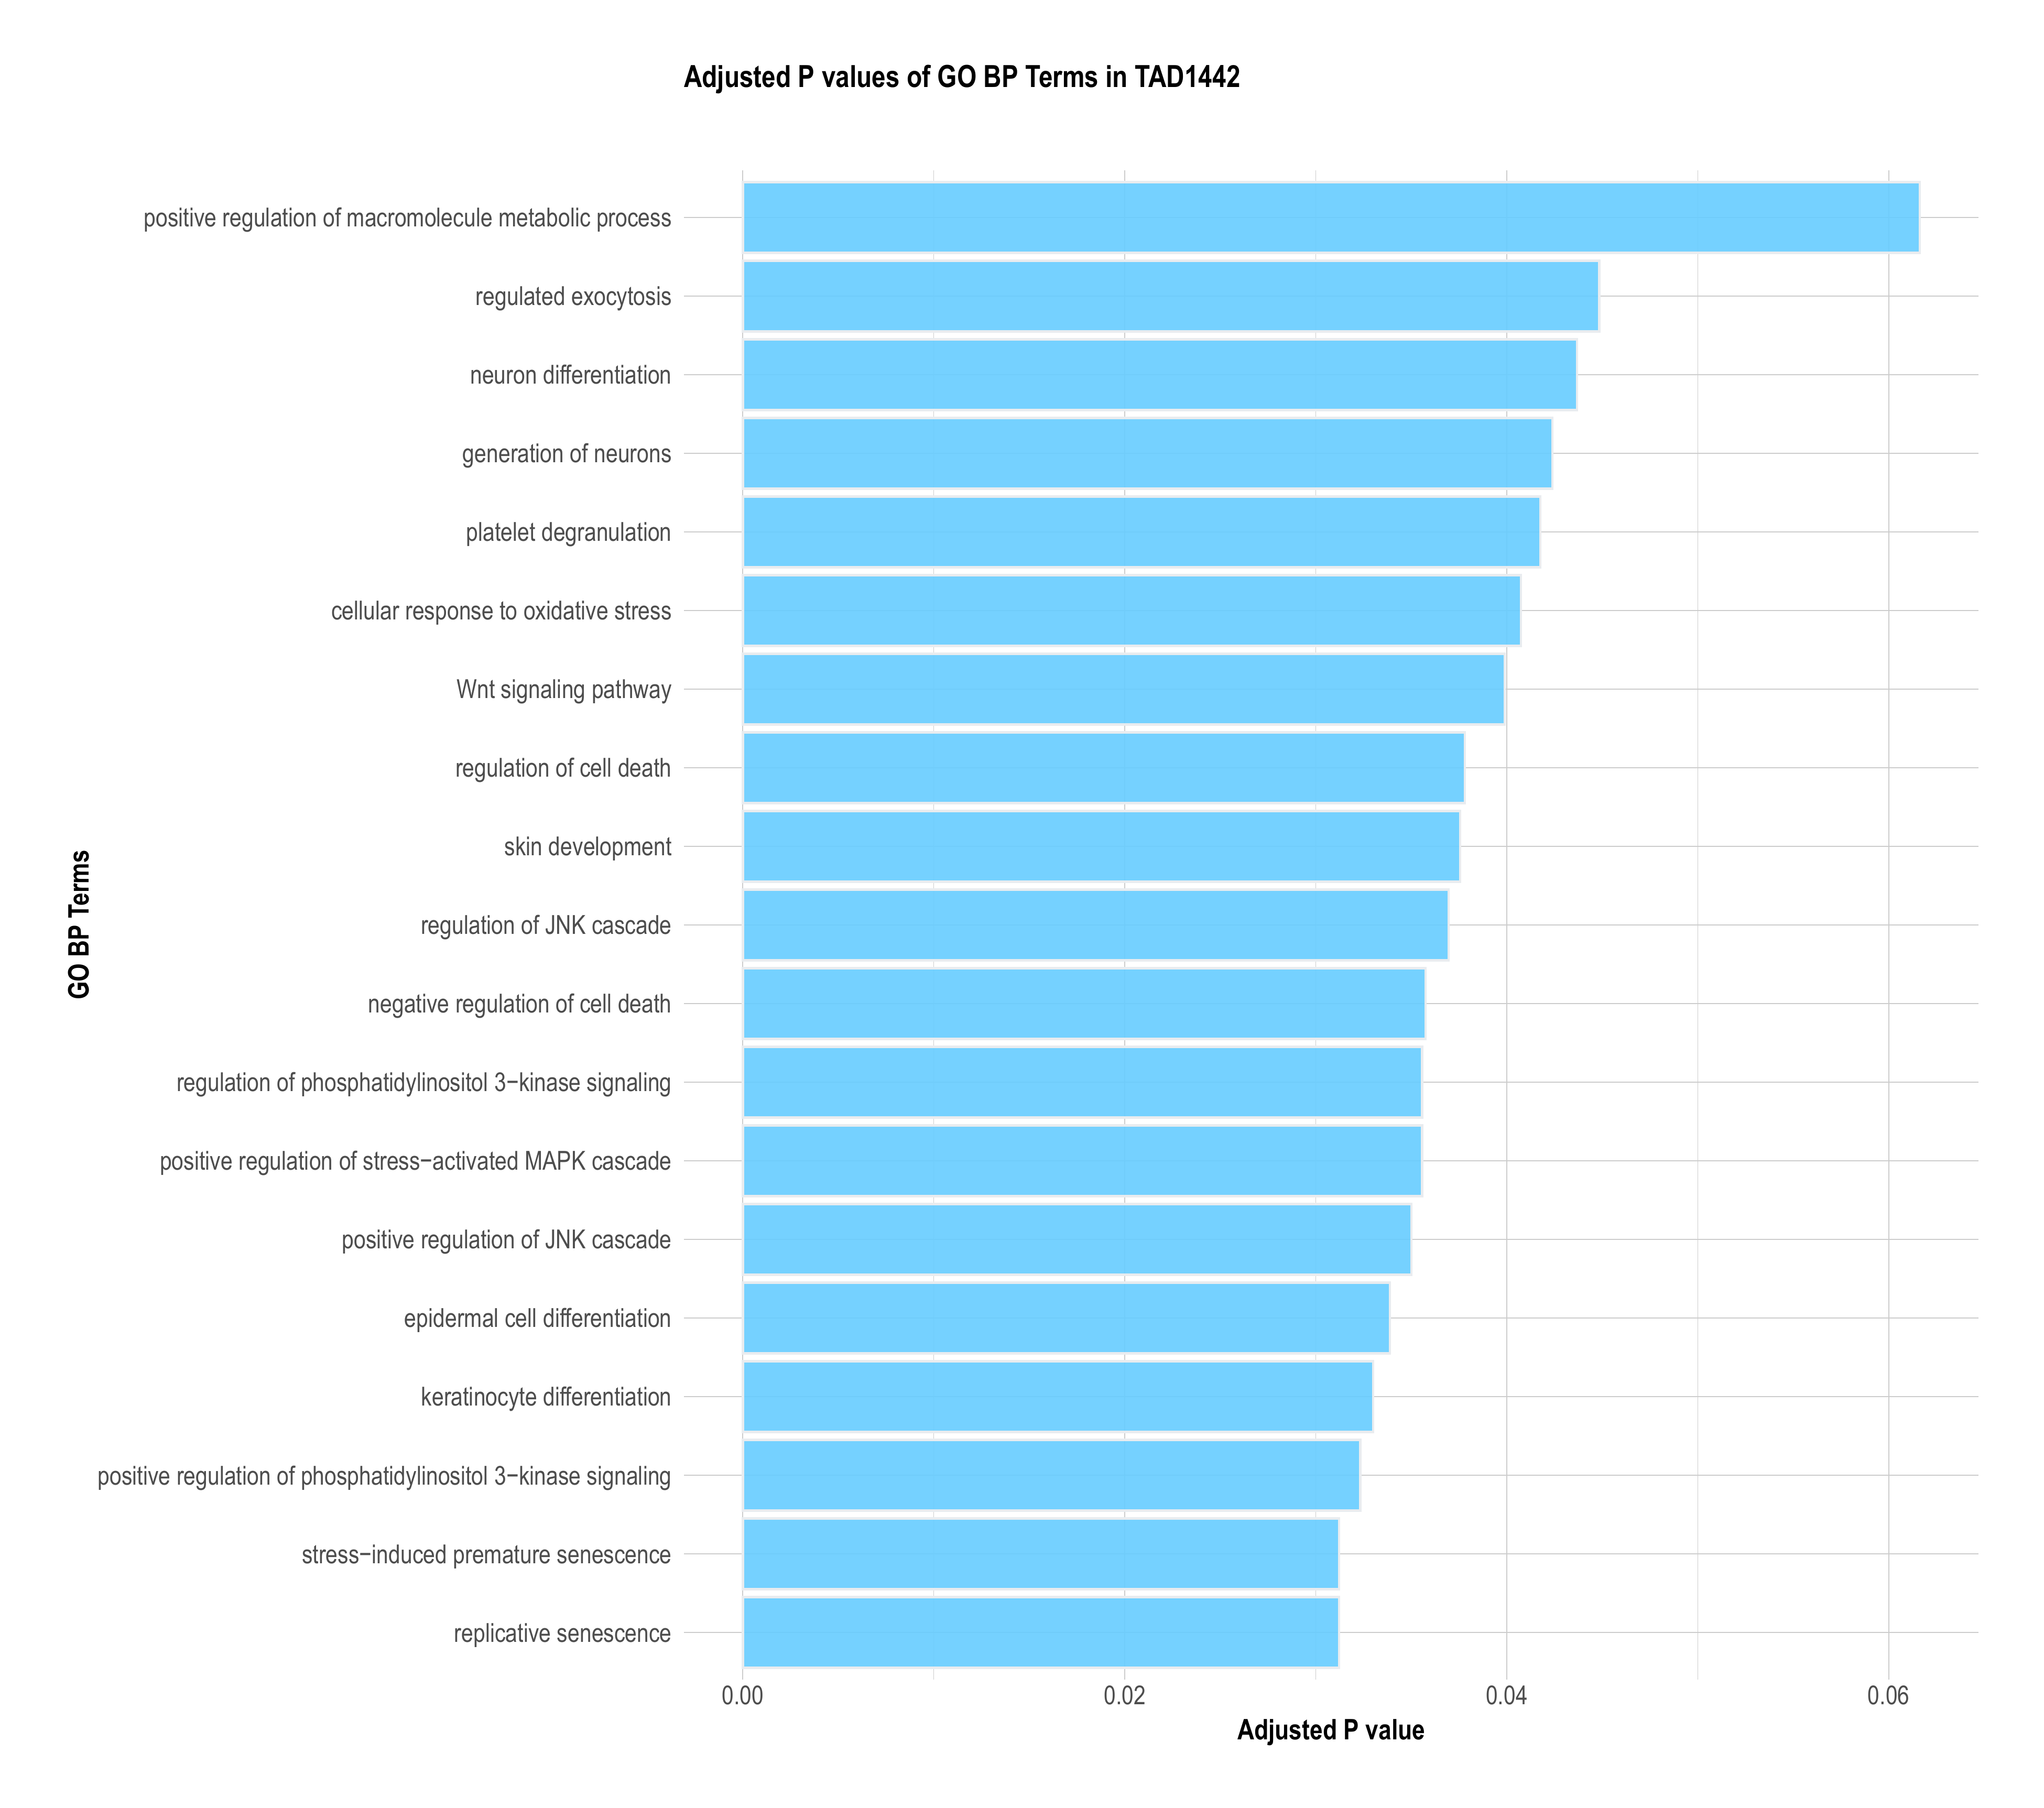 Adjusted P values of GO BP Terms in TAD1442
positive regulation of macromolecule metabolic process
regulated exocytosis
neuron differentiation
generation of neurons
platelet degranulation
cellular response to oxidative stress
Wnt signaling pathway
regulation of cell death
skin development
regulation of JNK cascade
negative regulation of cell death
regulation of phosphatidylinositol 3−kinase signaling
positive regulation of stress−activated MAPK cascade
positive regulation of JNK cascade
epidermal cell differentiation
keratinocyte differentiation
positive regulation of phosphatidylinositol 3−kinase signaling
stress−induced premature senescence
replicative senescence
GO BP Terms
0.00 0.02 0.04 0.06
Adjusted P value